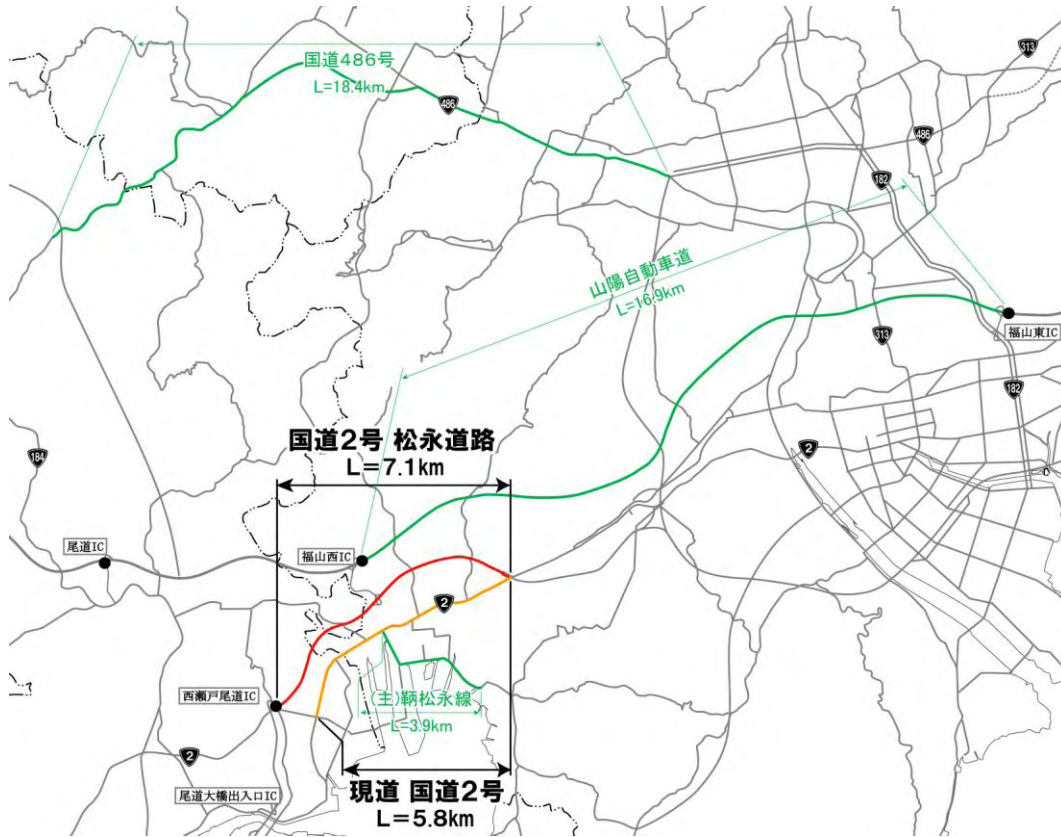 国道486号
L=18.4km
313
486
486
182
182
山陽自動車道
L=16.9km
福山東IC
313
182
国道2号 松永道路
L=7.1km
2
184
尾道IC
福山西IC
2
西瀬戸尾道IC
(主)鞆松永線
L=3.9km
2
現道 国道2号
L=5.8km
尾道大橋出入口IC